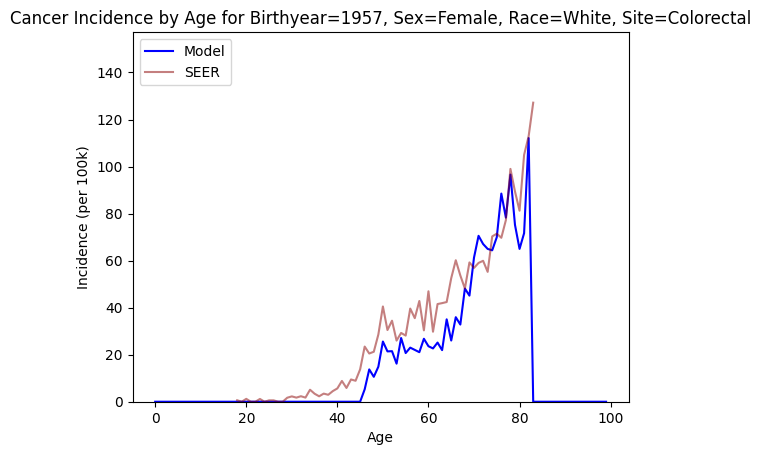 Cancer Incidence by Age for Birthyear=1957, Sex=Female, Race=White, Site=Colorectal
Model
SEER
Incidence (per 100k)
140
120
100
80
60
40
20
0
0 20 40 60 80 100
Age